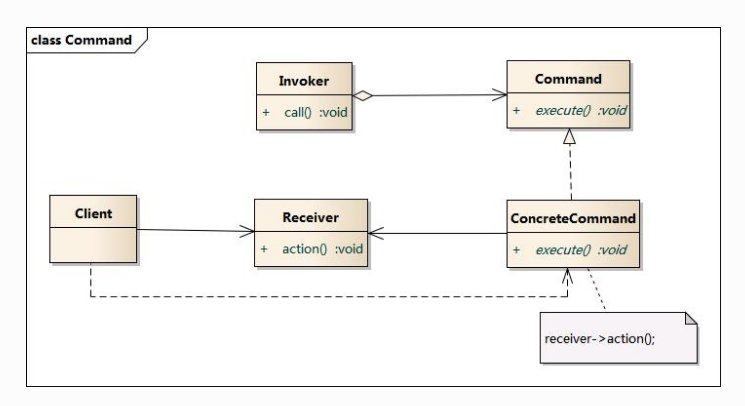 class Command
Invoker
+ call() :void
Command
+ execute() :void
Client
Receiver
+ action() :void
ConcreteCommand
+ execute() :void
receiver->action();